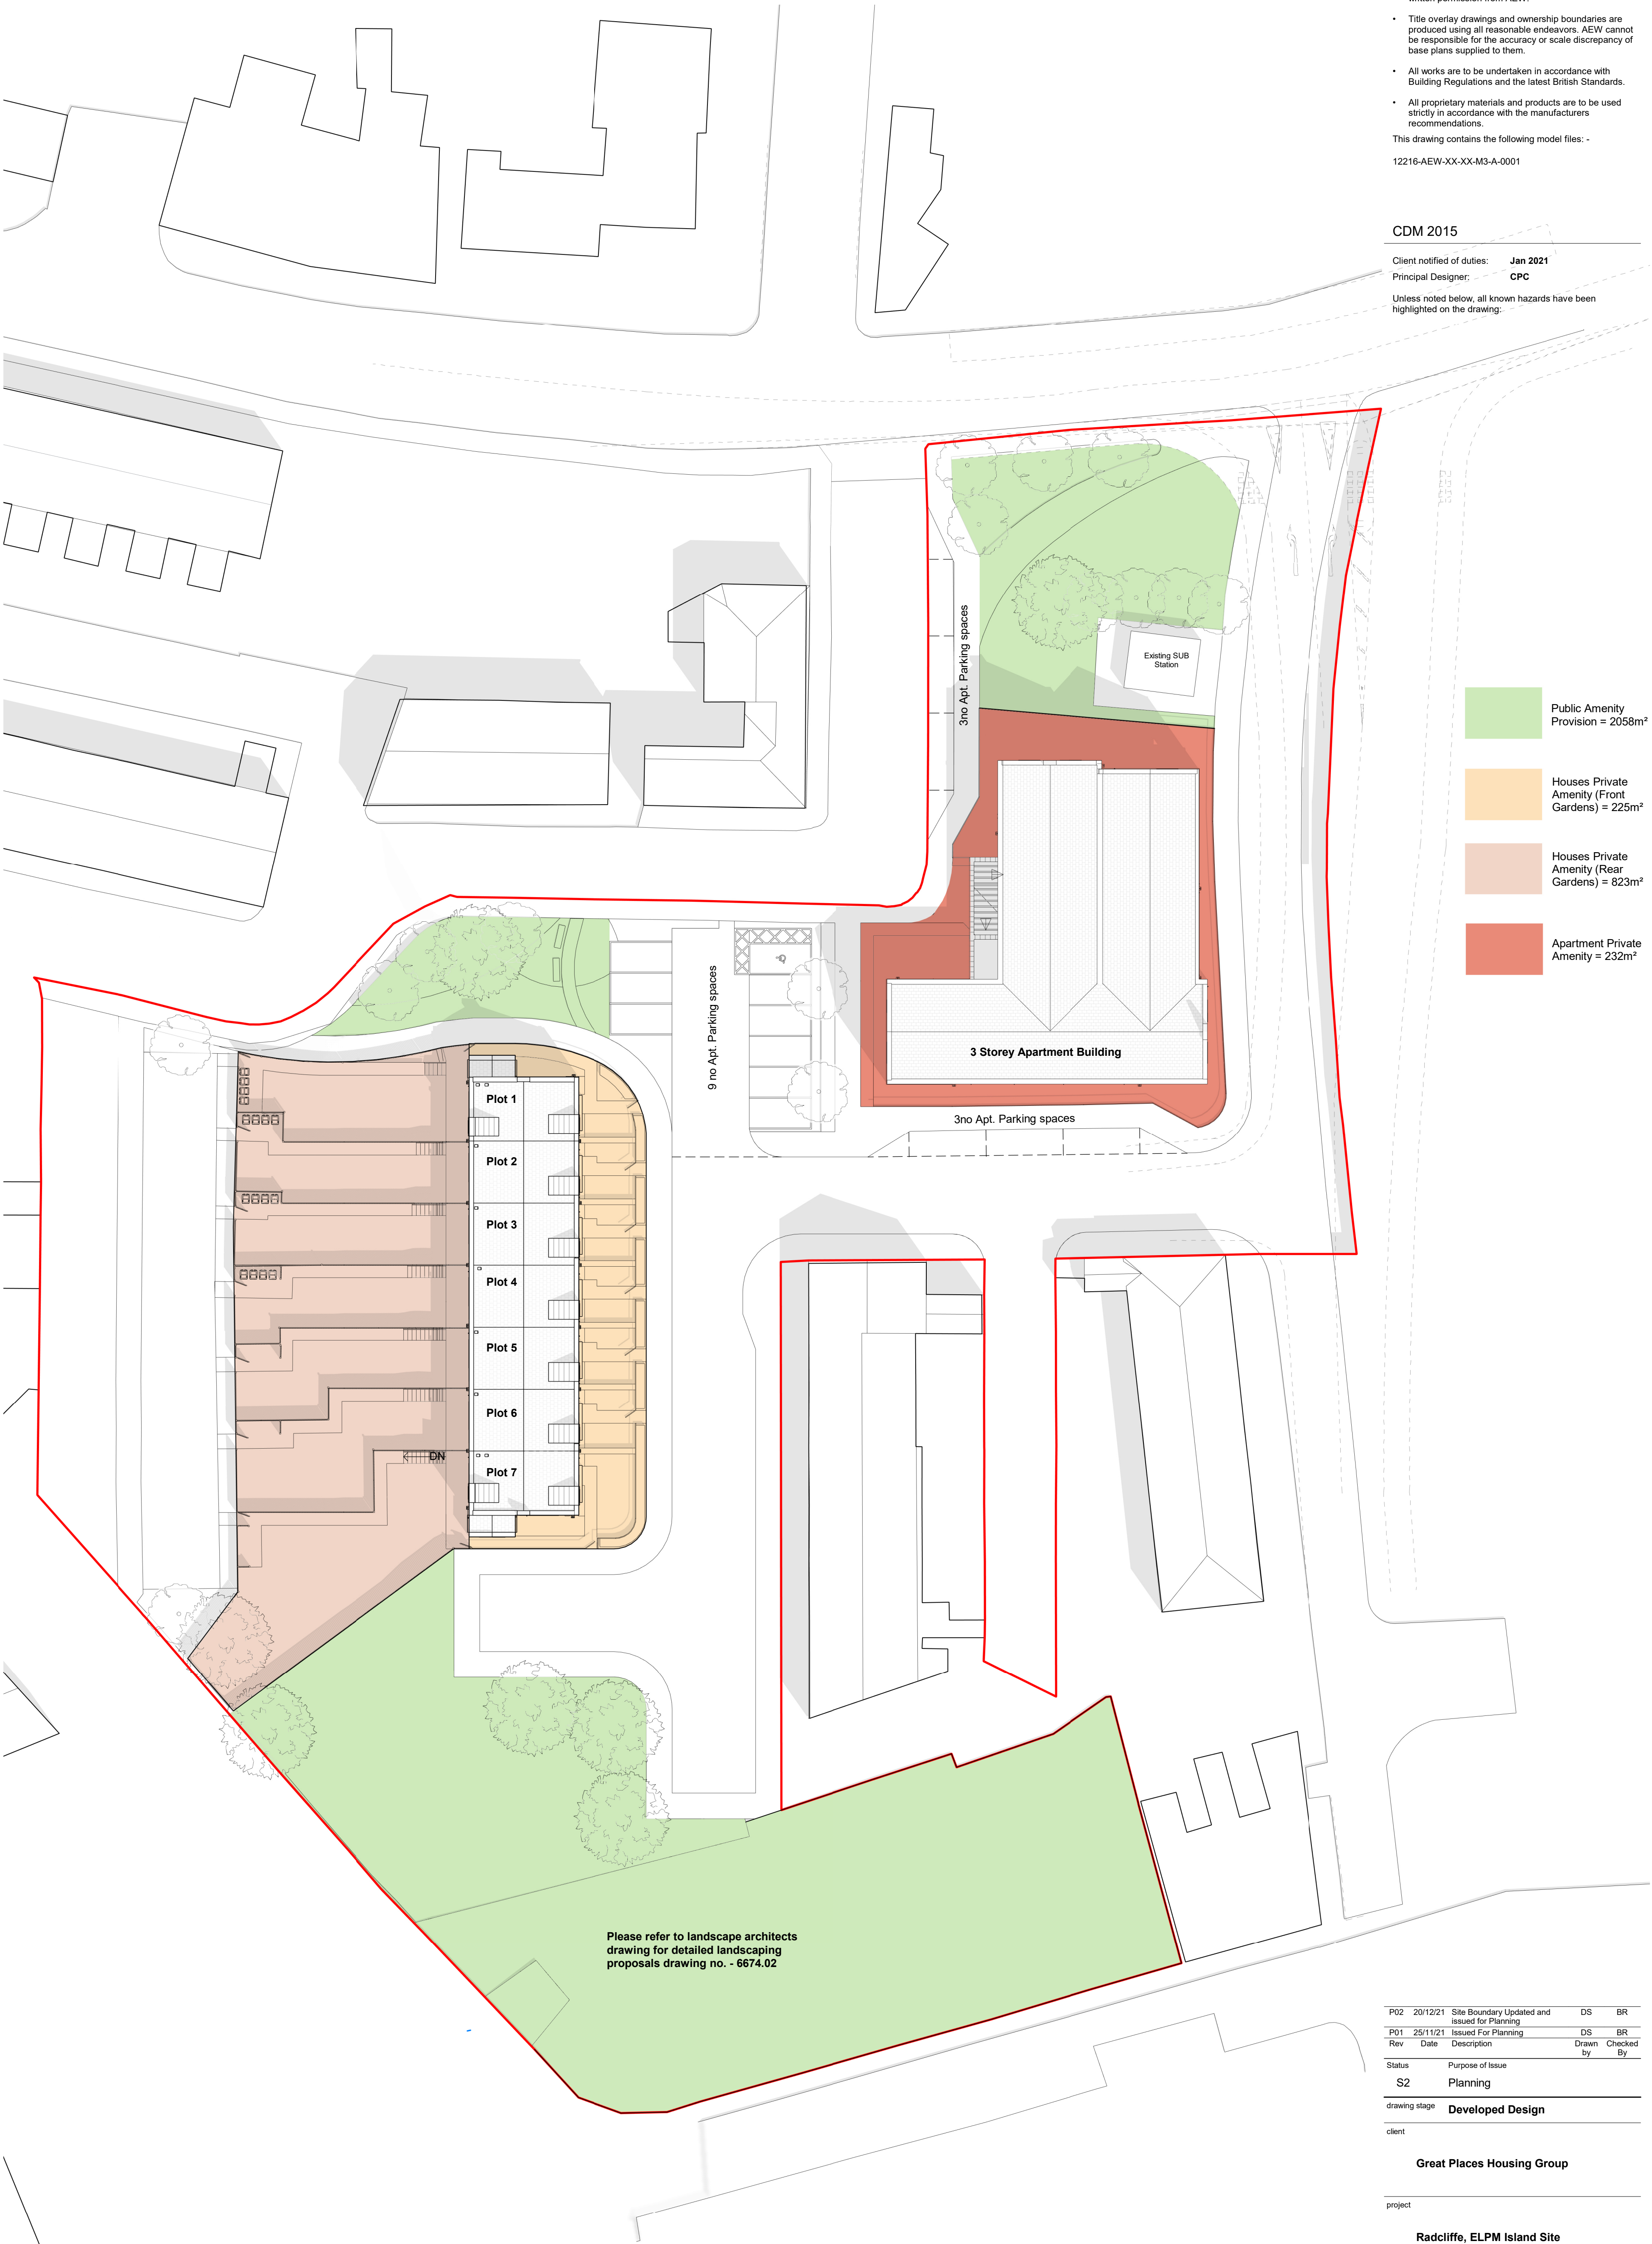 • Title overlay drawings and ownership boundaries are
produced using all reasonable endeavors. AEW cannot
be responsible for the accuracy or scale discrepancy of
base plans supplied to them.
• All works are to be undertaken in accordance with
Building Regulations and the latest British Standards.
• All proprietary materials and products are to be used
strictly in accordance with the manufacturers
recommendations.
This drawing contains the following model files: -
12216-AEW-XX-XX-M3-A-0001
CDM 2015
Client notified of duties: Jan 2021
Principal Designer: CPC
Unless noted below, all known hazards have been
highlighted on the drawing:
3no Apt. Parking spaces
Existing SUB
Station
Public Amenity
Provision = 2058m²
Houses Private
Amenity (Front
Gardens) = 225m²
Houses Private
Amenity (Rear
Gardens) = 823m²
Apartment Private
Amenity = 232m²
9 no Apt. Parking spaces
3 Storey Apartment Building
3no Apt. Parking spaces
Plot 1
Plot 2
Plot 3
Plot 4
Plot 5
Plot 6
DN
Plot 7
Please refer to landscape architects
drawing for detailed landscaping
proposals drawing no. - 6674.02
P02 20/12/21 Site Boundary Updated and DS BR
issued for Planning
P01 25/11/21 Issued For Planning DS BR
Rev Date Description Drawn Checked
by By
Status Purpose of Issue
S2 Planning
drawing stage Developed Design
client
Great Places Housing Group
project
Radcliffe, ELPM Island Site